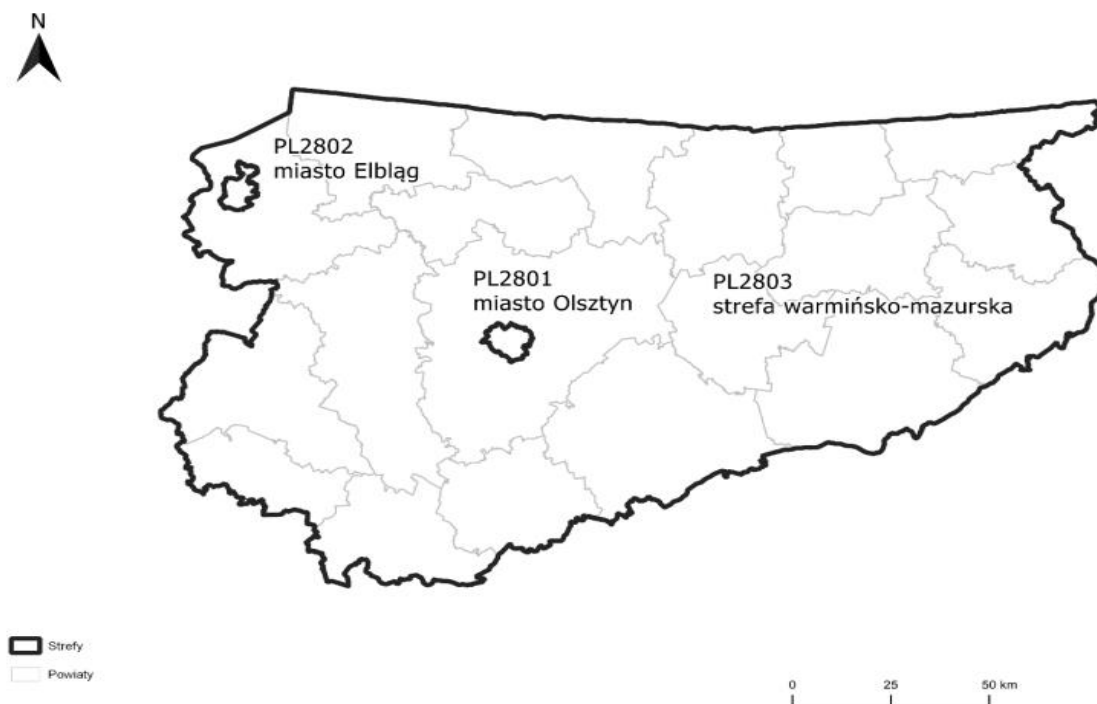 N
PL2802
miasto Elbląg
PL2801
miasto Olsztyn
PL2803
strefa warmińsko-mazurska
Strefy
Powiaty
0 25 50 km